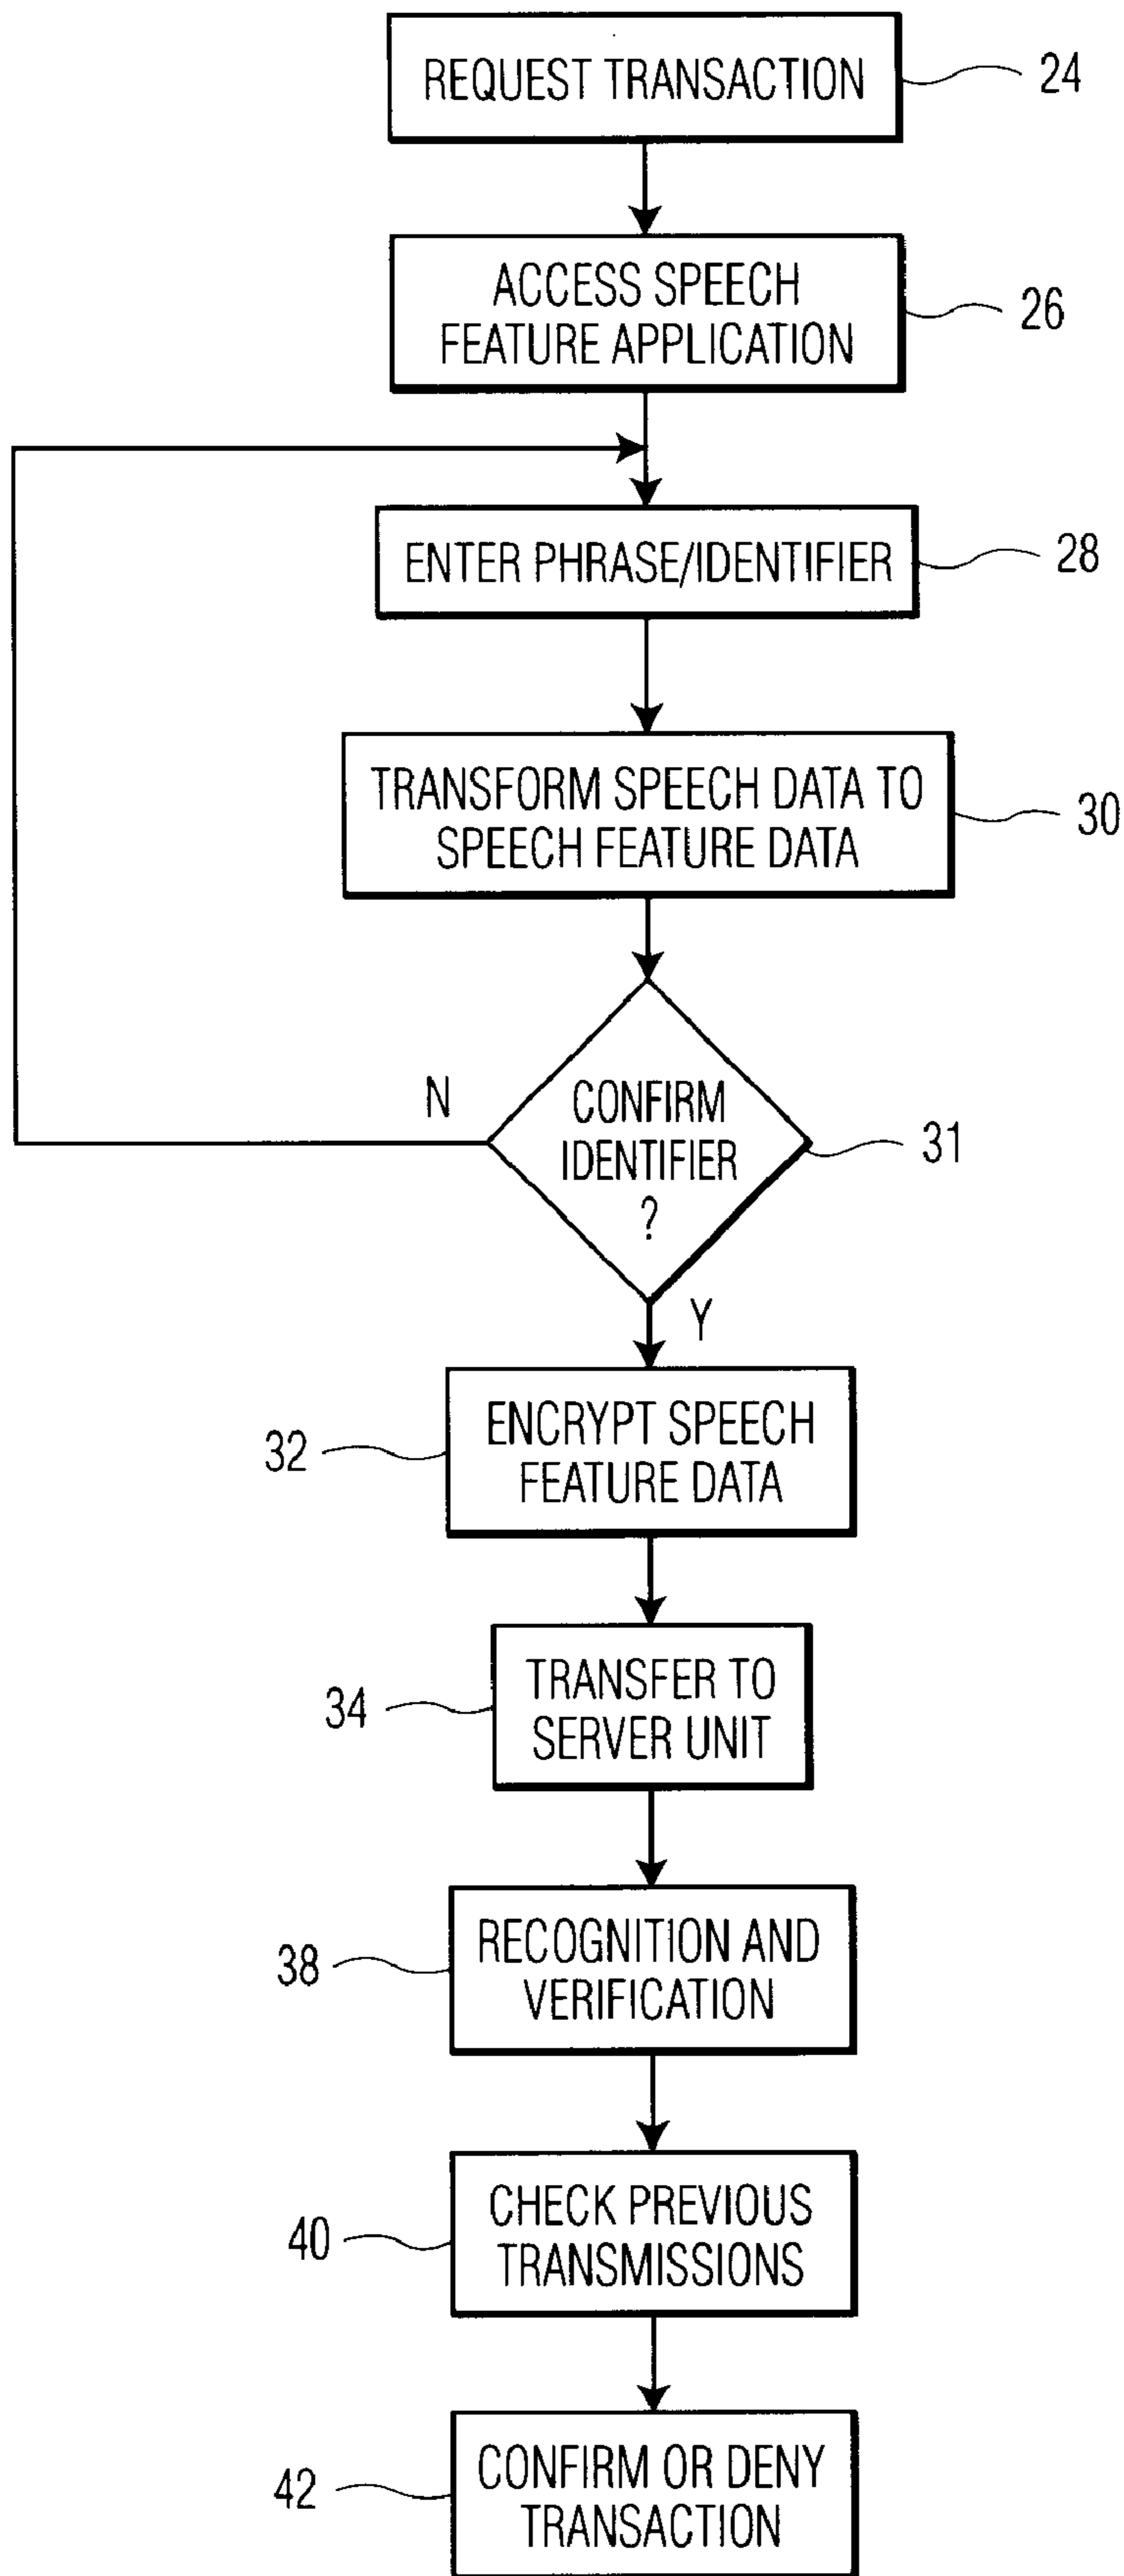 REQUEST TRANSACTION
24
ACCESS SPEECH
FEATURE APPLICATION
26
ENTER PHRASE/IDENTIFIER
28
TRANSFORM SPEECH DATA TO
SPEECH FEATURE DATA
30
N
CONFIRM
IDENTIFIER
?
31
Y
32
ENCRYPT SPEECH
FEATURE DATA
34
TRANSFER TO
SERVER UNIT
38
RECOGNITION AND
VERIFICATION
40
CHECK PREVIOUS
TRANSMISSIONS
42
CONFIRM OR DENY
TRANSACTION